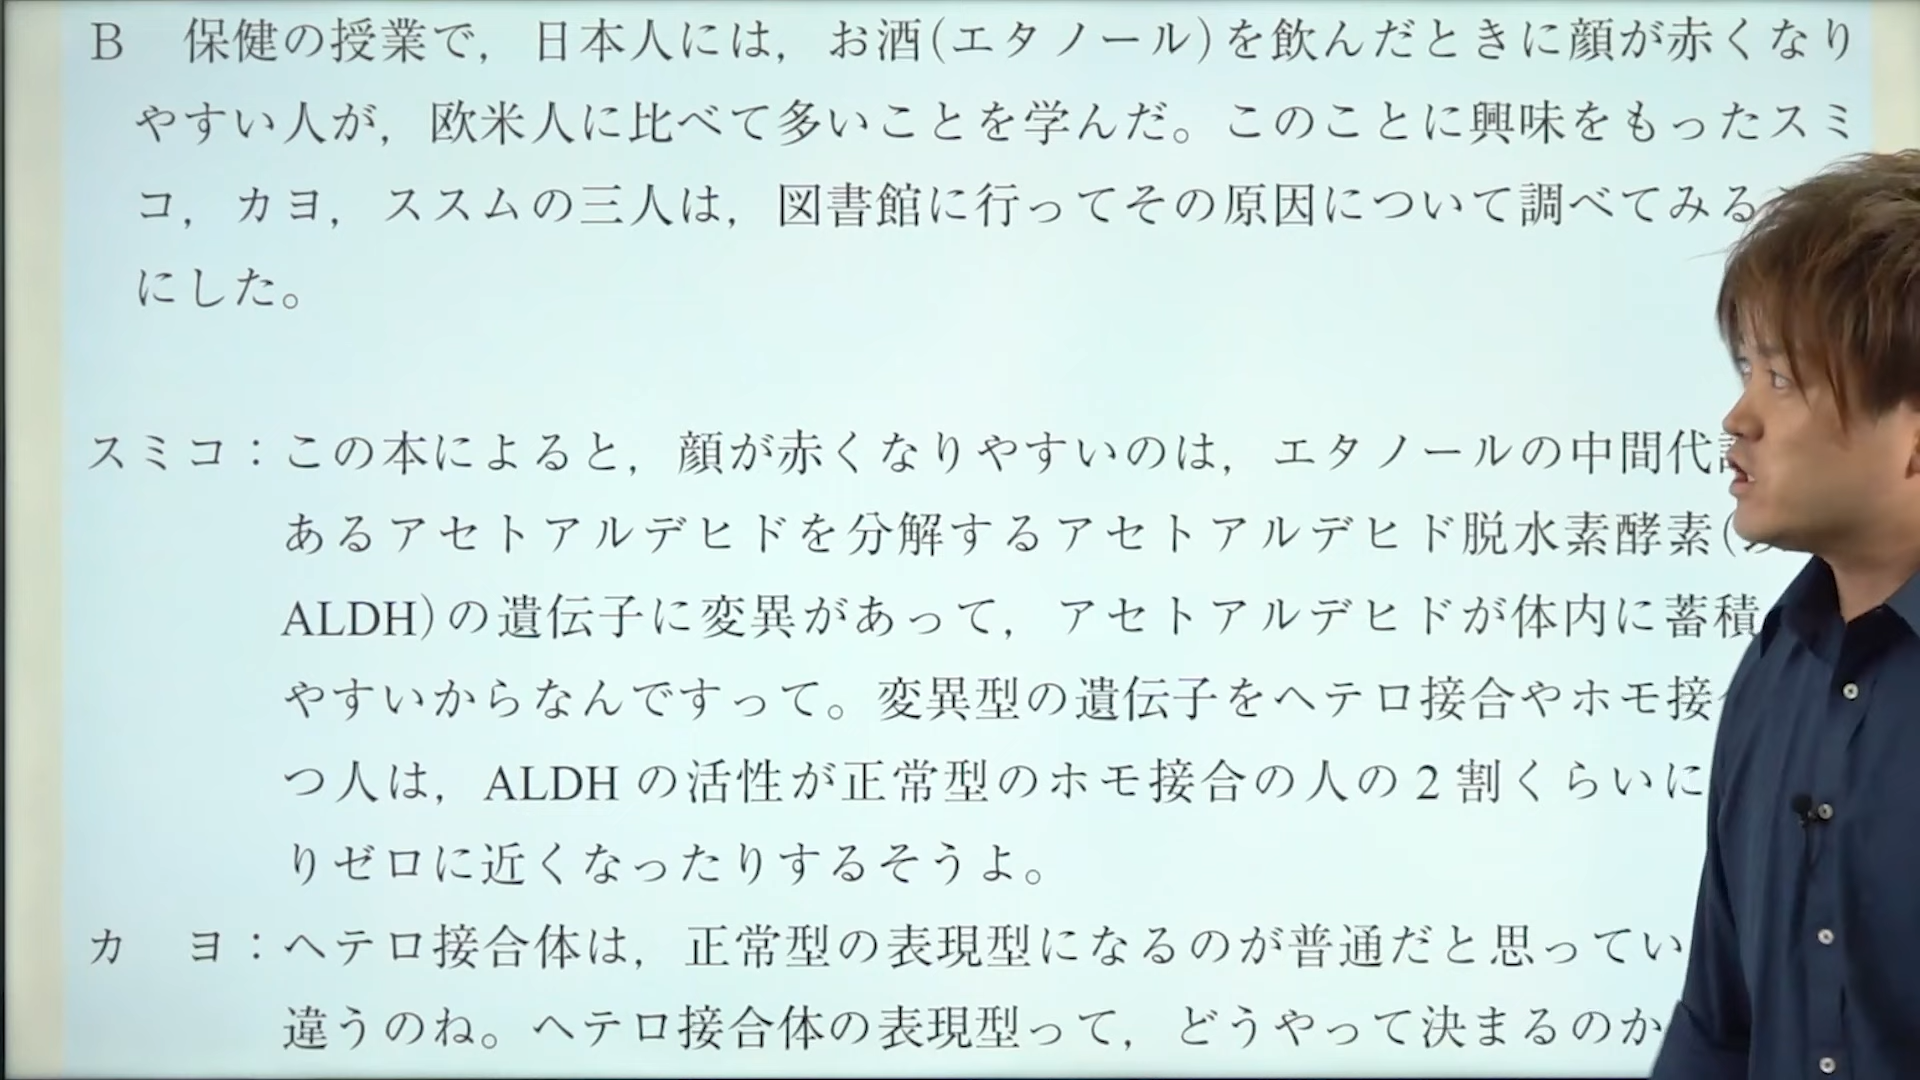 B 保健の授業で，日本人には，お酒(エタノール)を飲んだときに顔が赤くなり
やすい人が，欧米人に比べて多いことを学んだ。このことに興味をもったスミ
コ，カヨ，ススムの三人は，図書館に行ってその原因について調べてみる
にした。
スミコ：この本によると，顔が赤くなりやすいのは，エタノールの中間代
あるアセトアルデヒドを分解するアセトアルデヒド脱水素酵素(
ALDH)の遺伝子に変異があって，アセトアルデヒドが体内に蓄積
やすいからなんですって。変異型の遺伝子をヘテロ接合やホモ接
つ人は，ALDHの活性が正常型のホモ接合の人の2割くらいに
りゼロに近くなったりするそうよ。
カ ヨ：ヘテロ接合体は，正常型の表現型になるのが普通だと思ってい
違うのね。ヘテロ接合体の表現型って，どうやって決まるのか